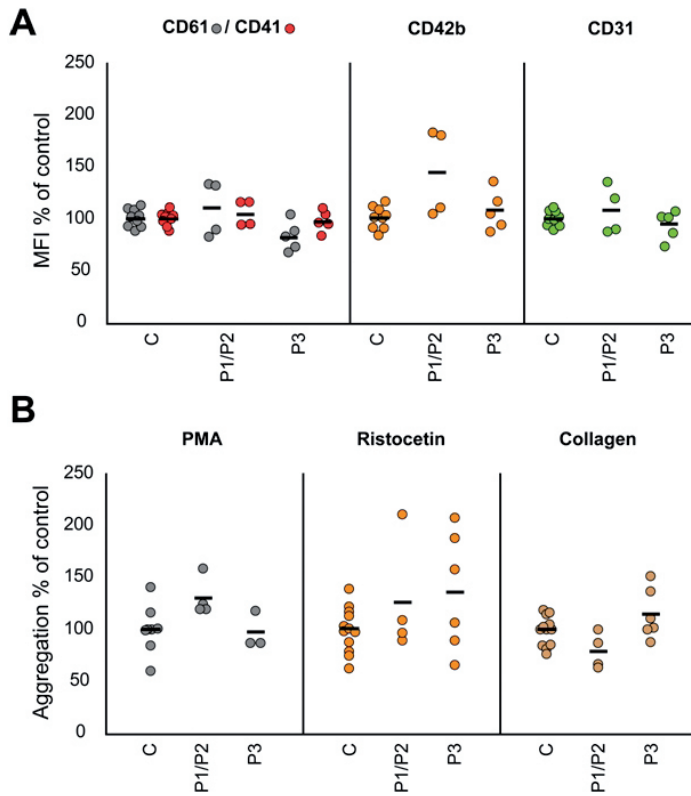 A
CD61 / CD41
CD42b
CD31
MFI % of control
250
200
150
100
50
0
C
P1/P2
P3
C
P1/P2
P3
C
P1/P2
P3
B
PMA
Ristocetin
Collagen
Aggregation % of control
250
200
150
100
50
0
C
P1/P2
P3
C
P1/P2
P3
C
P1/P2
P3